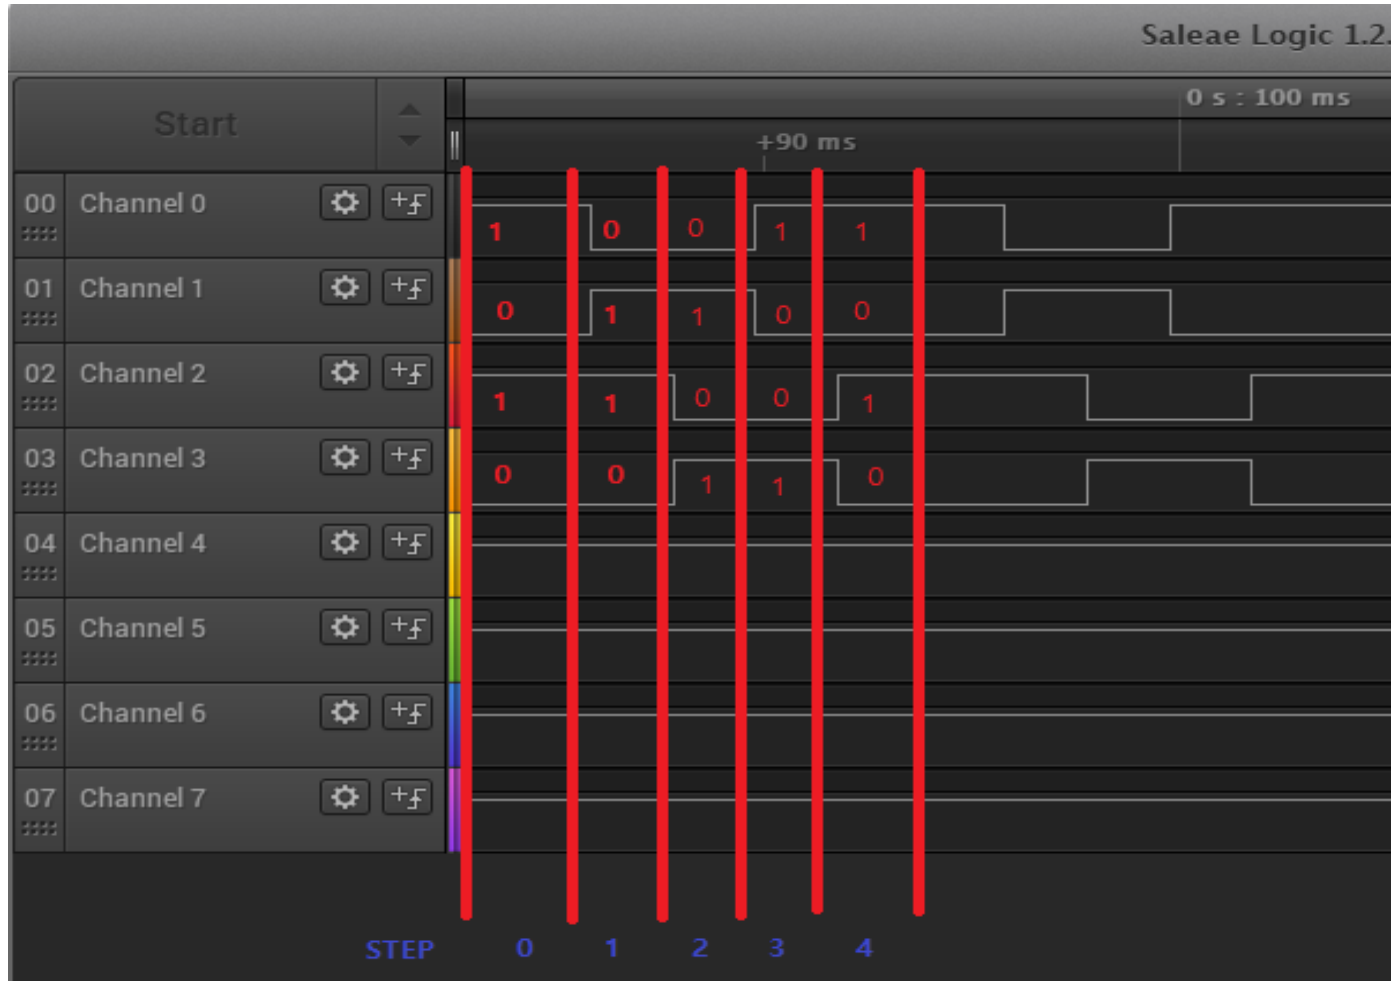 Saleae Logic 1.2.
Start
0 s : 100 ms
+90 ms
00 Channel 0 1 0 0 1 1
01 Channel 1 0 1 1 0 0
02 Channel 2 1 1 0 0 1
03 Channel 3 0 0 1 1 0
04 Channel 4
05 Channel 5
06 Channel 6
07 Channel 7
STEP 0 1 2 3 4